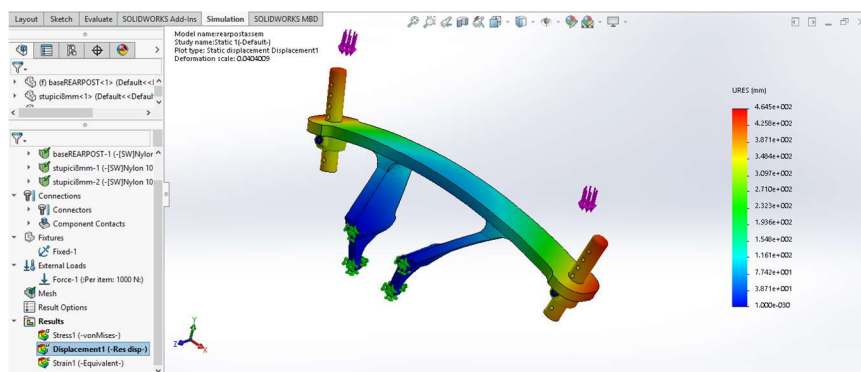 Layout Sketch Evaluate SOLIDWORKS Add-Ins Simulation SOLIDWORKS MBD
Model name:rearpostassem
Study name:Static 1(-Default-)
Plot type: Static displacement Displacement1
Deformation scale: 0.0404009
(f) baseREARPOST<1> (Default<<
stupici8mm<1> (Default<<Defaul
baseREARPOST-1 (-[SW]Nylor
stupici8mm-1 (-[SW]Nylon 10
stupici8mm-2 (-[SW]Nylon 10
Connections
Connectors
Component Contacts
Fixtures
Fixed-1
External Loads
Force-1 (:Per item: 1000 N:)
Mesh
Result Options
Results
Stress1 (-vonMises-)
Displacement1 (-Res disp-)
Strain1 (-Equivalent-)
URES (mm)
4.645e+002
4.258e+002
3.871e+002
3.484e+002
3.097e+002
2.710e+002
2.323e+002
1.936e+002
1.548e+002
1.161e+002
7.742e+001
3.871e+001
1.000e-030
Y
Z
X